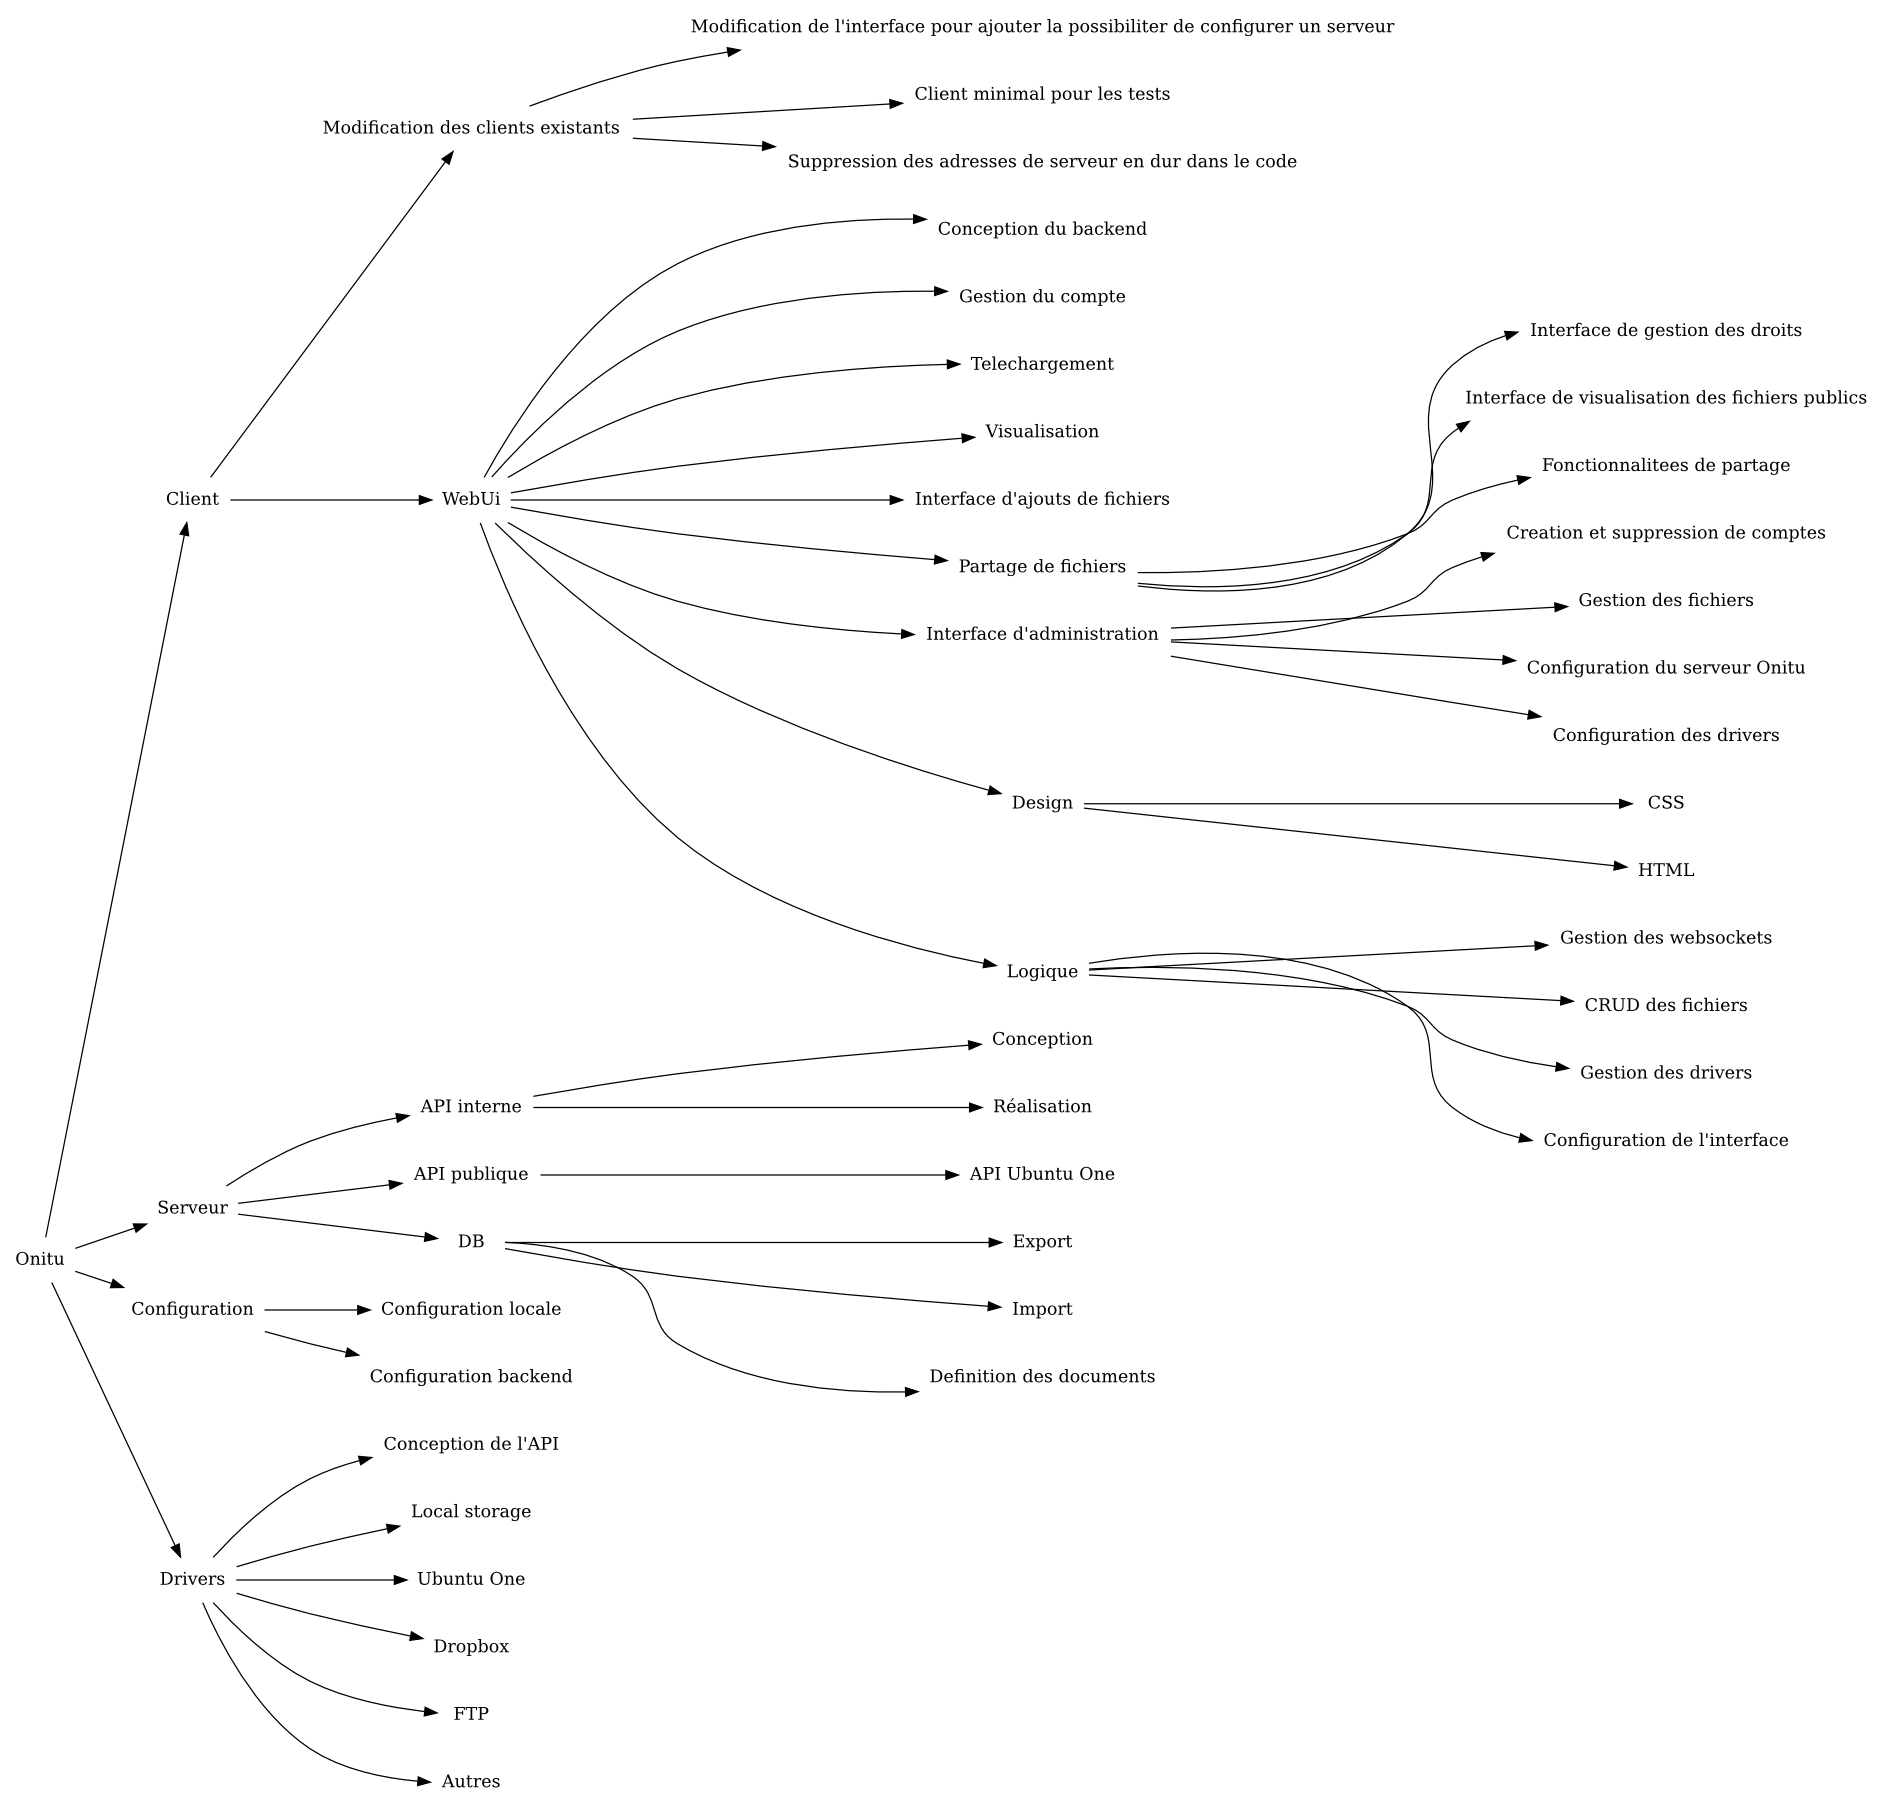 Modification de l'interface pour ajouter la possibiliter de configurer un serveur
Client minimal pour les tests
Modification des clients existants
Suppression des adresses de serveur en dur dans le code
Conception du backend
Gestion du compte
Interface de gestion des droits
Telechargement
Interface de visualisation des fichiers publics
Visualisation
Fonctionnalitees de partage
Client
WebUi
Interface d'ajouts de fichiers
Creation et suppression de comptes
Partage de fichiers
Gestion des fichiers
Interface d'administration
Configuration du serveur Onitu
Configuration des drivers
Design
CSS
HTML
Gestion des websockets
Logique
CRUD des fichiers
Conception
Gestion des drivers
API interne
Réalisation
Configuration de l'interface
API publique
API Ubuntu One
Serveur
DB
Export
Onitu
Configuration
Configuration locale
Import
Configuration backend
Definition des documents
Conception de l'API
Local storage
Drivers
Ubuntu One
Dropbox
FTP
Autres